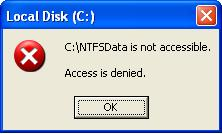 Local Disk (C:)
C:\NTFSData is not accessible.
Access is denied.
OK